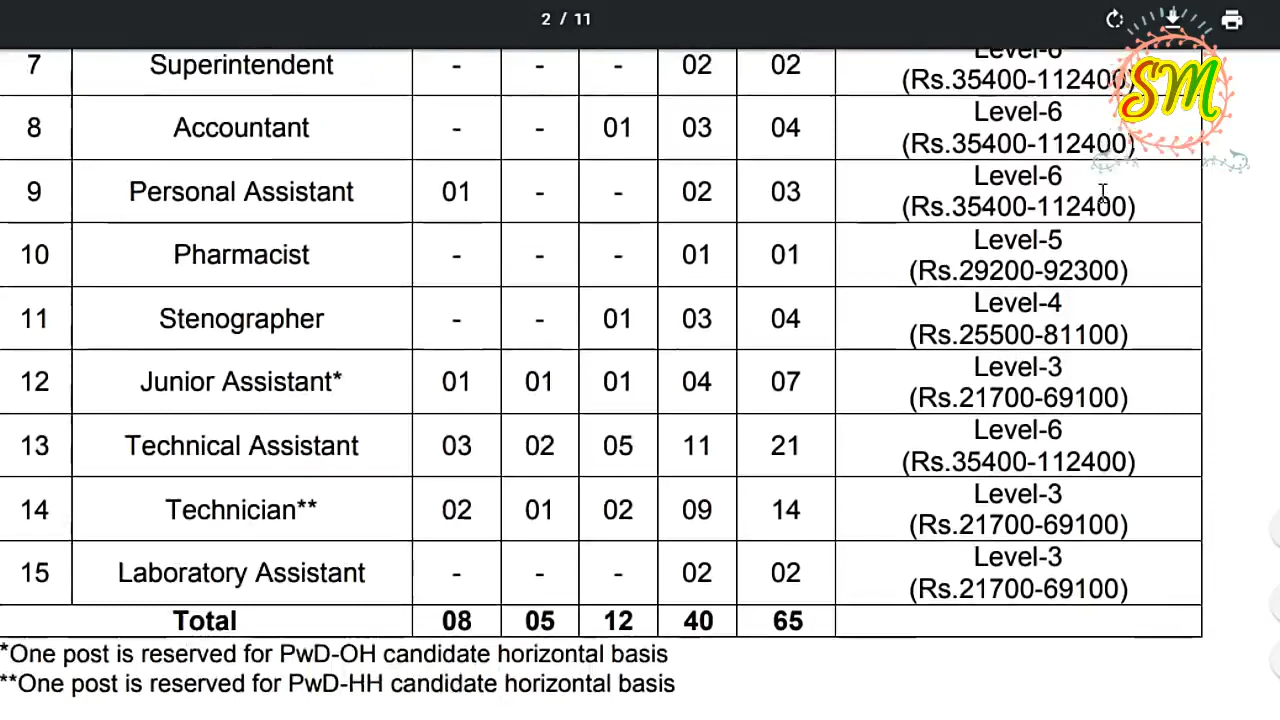 2 / 11
SM
7 Superintendent - - - 02 02 Level-6
(Rs.35400-112400)
8 Accountant - - 01 03 04 Level-6
(Rs.35400-112400)
9 Personal Assistant 01 - - 02 03 Level-6
(Rs.35400-112400)
10 Pharmacist - - - 01 01 Level-5
(Rs.29200-92300)
11 Stenographer - - 01 03 04 Level-4
(Rs.25500-81100)
12 Junior Assistant* 01 01 01 04 07 Level-3
(Rs.21700-69100)
13 Technical Assistant 03 02 05 11 21 Level-6
(Rs.35400-112400)
14 Technician** 02 01 02 09 14 Level-3
(Rs.21700-69100)
15 Laboratory Assistant - - - 02 02 Level-3
(Rs.21700-69100)
Total 08 05 12 40 65
*One post is reserved for PwD-OH candidate horizontal basis
**One post is reserved for PwD-HH candidate horizontal basis